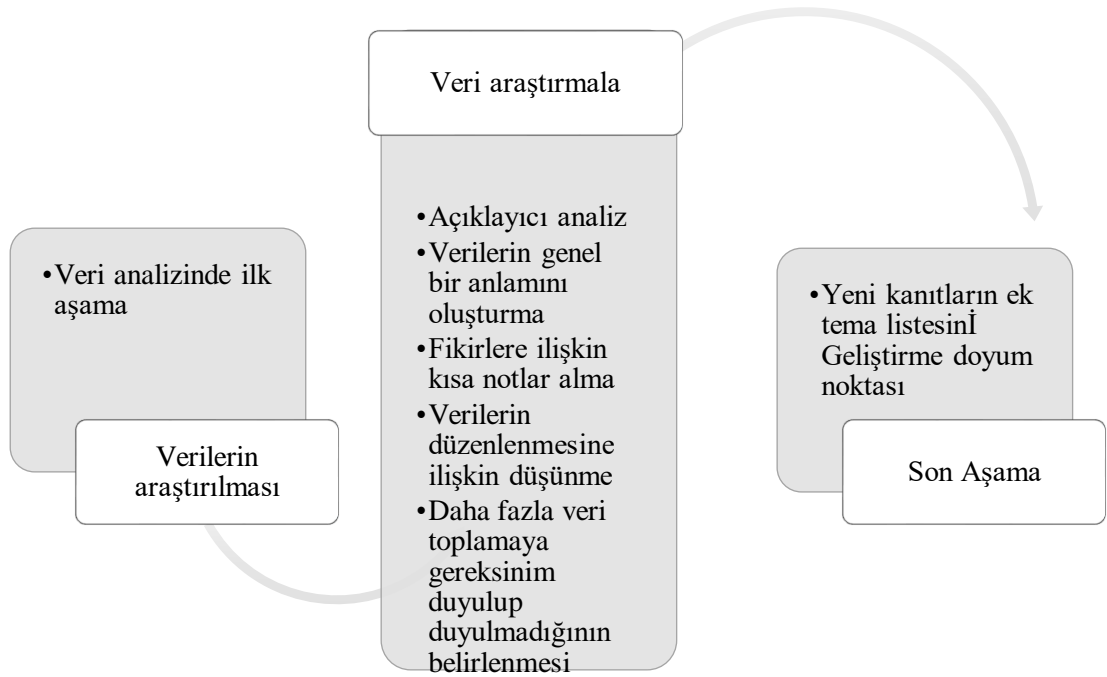 •Veri analizinde ilk
aşama
Verilerin
araştırılması
Veri araştırmala
•Açıklayıcı analiz
•Verilerin genel
bir anlamını
oluşturma
•Fikirlere ilişkin
kısa notlar alma
•Verilerin
düzenlenmesine
ilişkin düşünme
•Daha fazla veri
toplamaya
gereksinim
duyulup
duyulmadığının
belirlenmesi
•Yeni kanıtların ek
tema listesinİ
Geliştirme doyum
noktası
Son Aşama